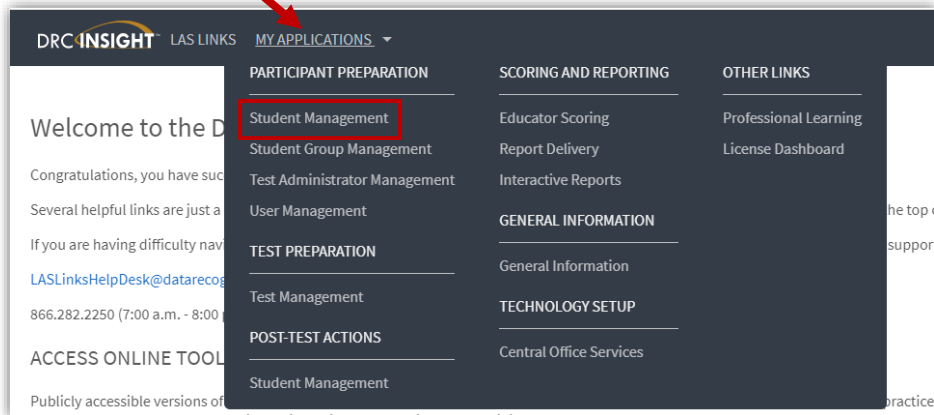 DRC INSIGHT™ LAS LINKS MY APPLICATIONS
PARTICIPANT PREPARATION
Student Management
Student Group Management
Test Administrator Management
User Management
TEST PREPARATION
Test Management
POST-TEST ACTIONS
Student Management
SCORING AND REPORTING
Educator Scoring
Report Delivery
Interactive Reports
GENERAL INFORMATION
General Information
TECHNOLOGY SETUP
Central Office Services
OTHER LINKS
Professional Learning
License Dashboard
Welcome to the D
Congratulations, you have suc
Several helpful links are just a
he top
If you are having difficulty navi
suppor
LASLinksHelpDesk@datarecog
866.282.2250 (7:00 a.m. - 8:00
ACCESS ONLINE TOOL
Publicly accessible versions of
practice